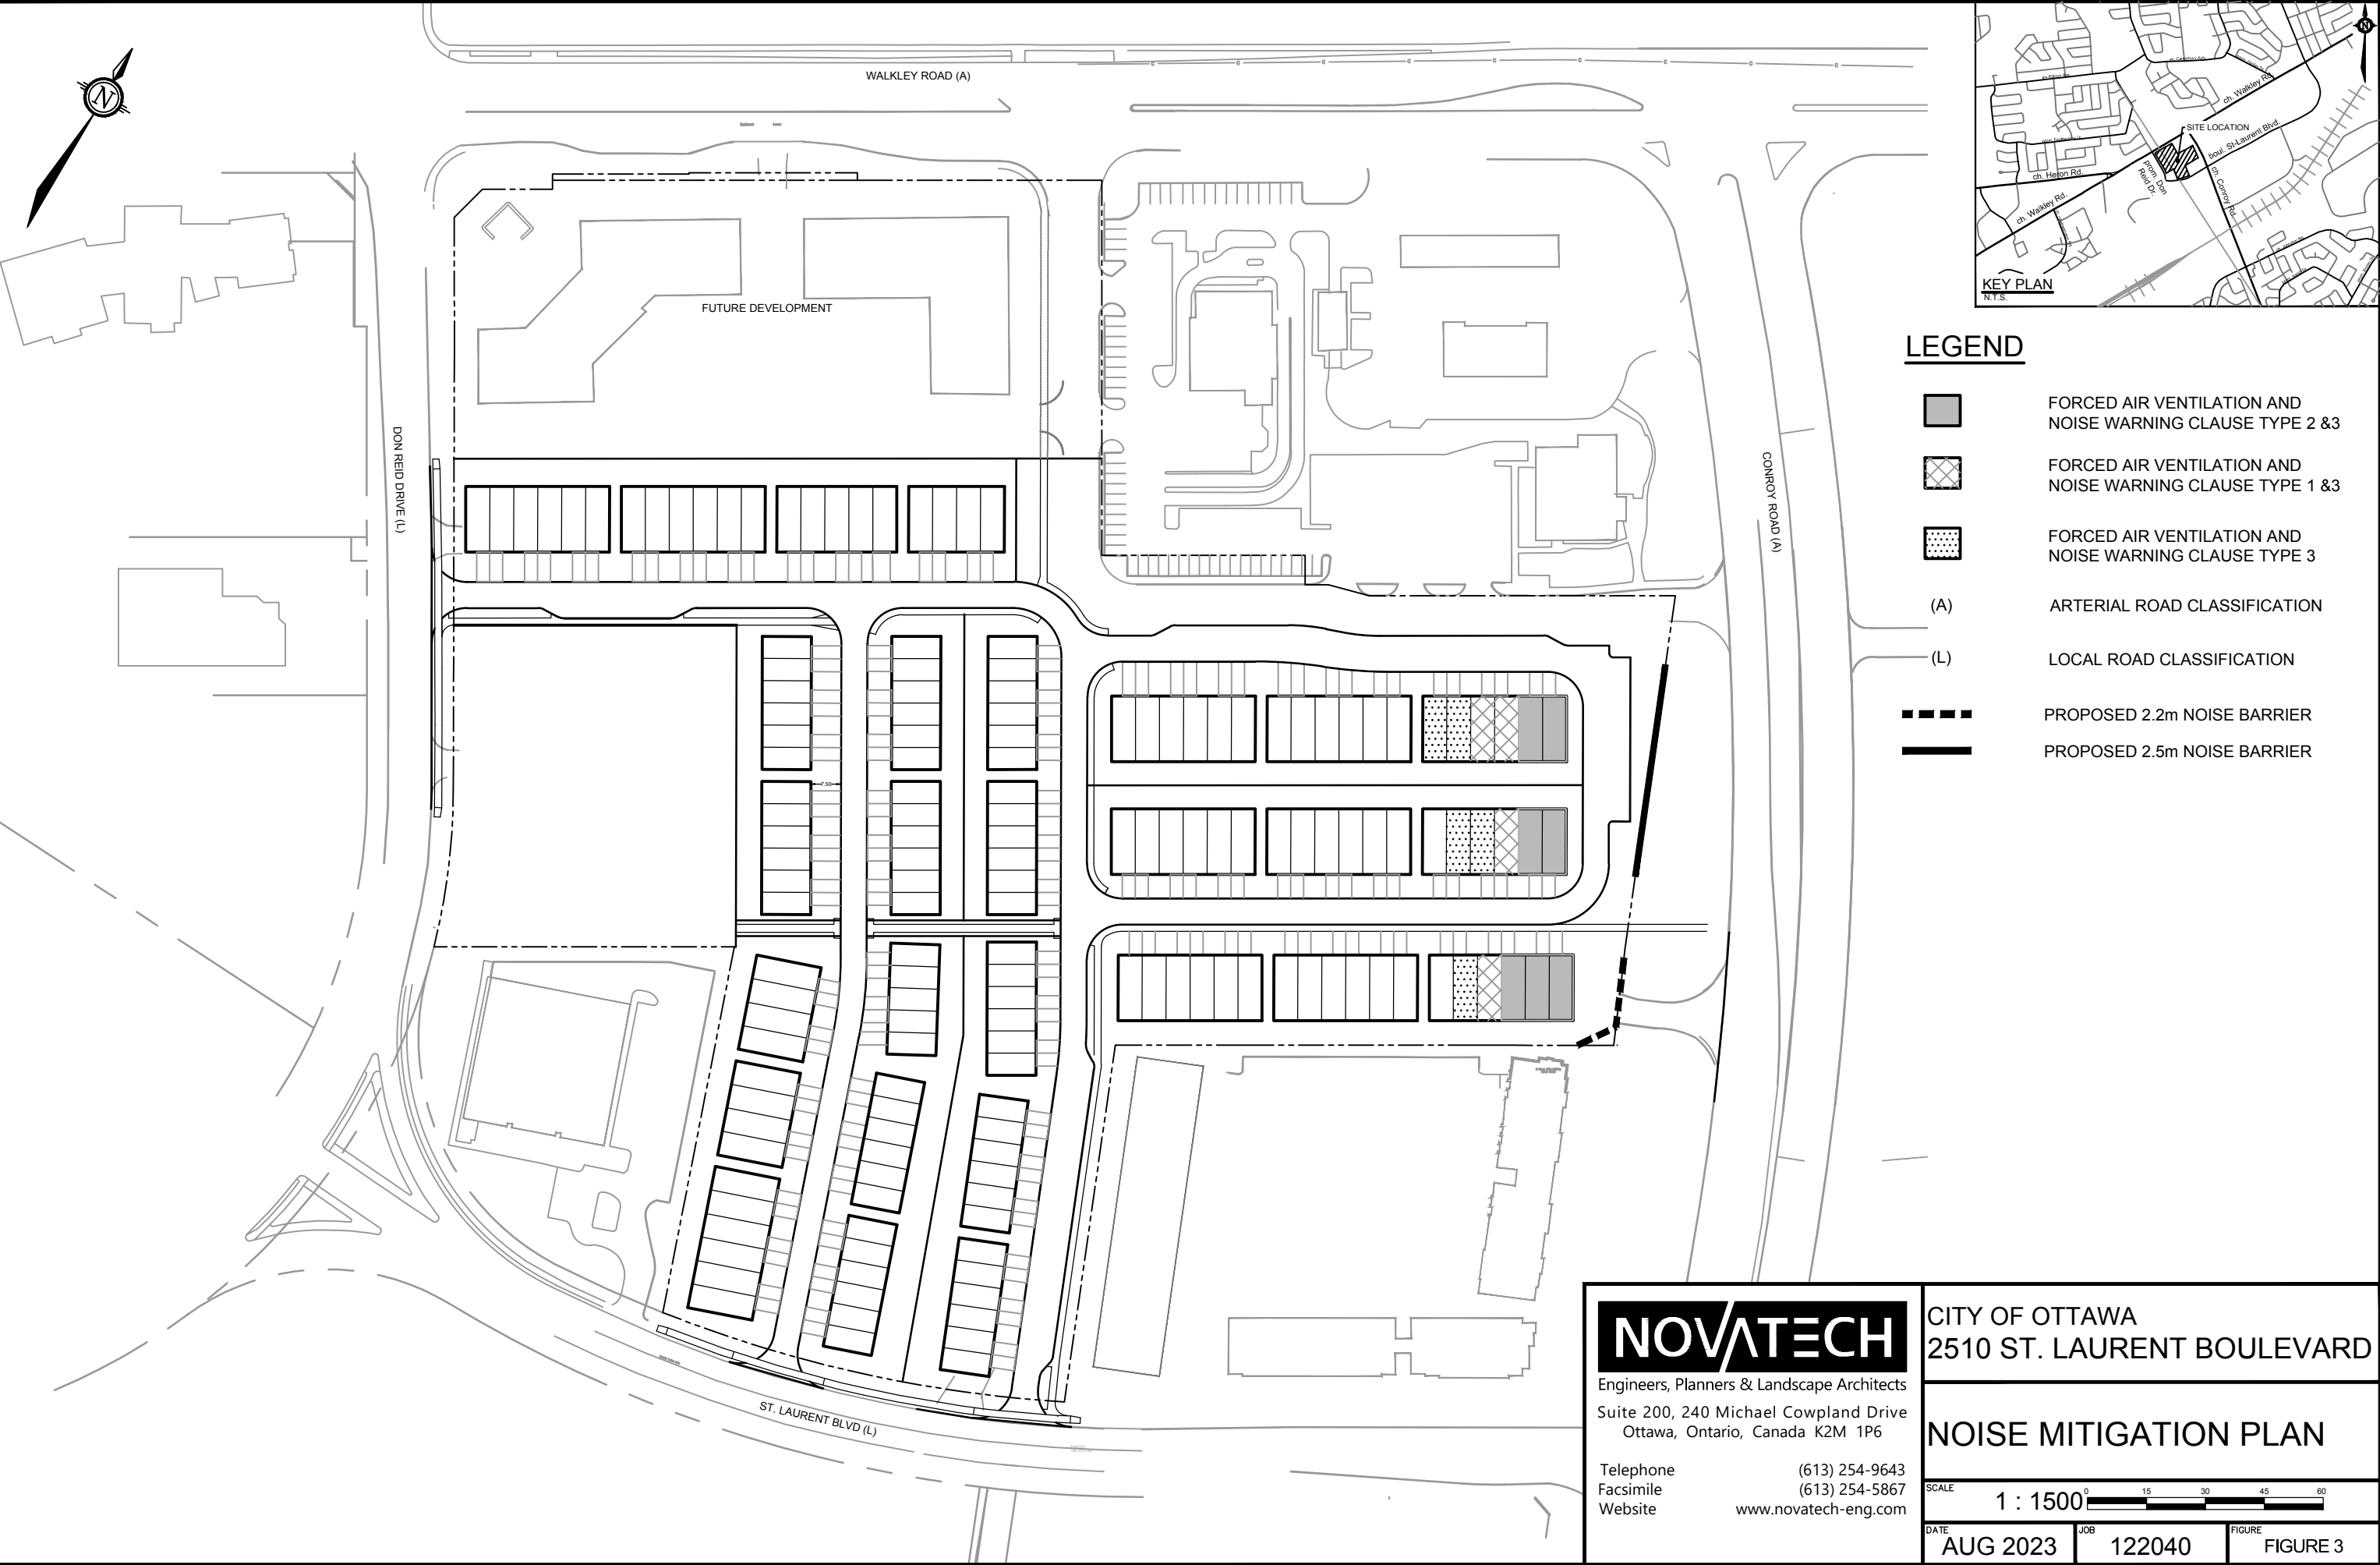 WALKLEY ROAD (A)
N
N
ch. Walkley Rd.
SITE LOCATION
boul. St-Laurent Blvd.
ch. Heron Rd.
prom. Don
Reid Dr.
ch. Conroy Rd.
ch. Walkley Rd.
KEY PLAN
N.T.S.
FUTURE DEVELOPMENT
DON REID DRIVE (L)
CONROY ROAD (A)
LEGEND
FORCED AIR VENTILATION AND
NOISE WARNING CLAUSE TYPE 2 &3
FORCED AIR VENTILATION AND
NOISE WARNING CLAUSE TYPE 1 &3
FORCED AIR VENTILATION AND
NOISE WARNING CLAUSE TYPE 3
(A) ARTERIAL ROAD CLASSIFICATION
(L) LOCAL ROAD CLASSIFICATION
PROPOSED 2.2m NOISE BARRIER
PROPOSED 2.5m NOISE BARRIER
7.50
ST. LAURENT BLVD (L)
NOVATECH
Engineers, Planners & Landscape Architects
Suite 200, 240 Michael Cowpland Drive
Ottawa, Ontario, Canada K2M 1P6
Telephone (613) 254-9643
Facsimile (613) 254-5867
Website www.novatech-eng.com
CITY OF OTTAWA
2510 ST. LAURENT BOULEVARD
NOISE MITIGATION PLAN
SCALE
1 : 1500
0 15 30 45 60
DATE
AUG 2023
JOB
122040
FIGURE
FIGURE 3